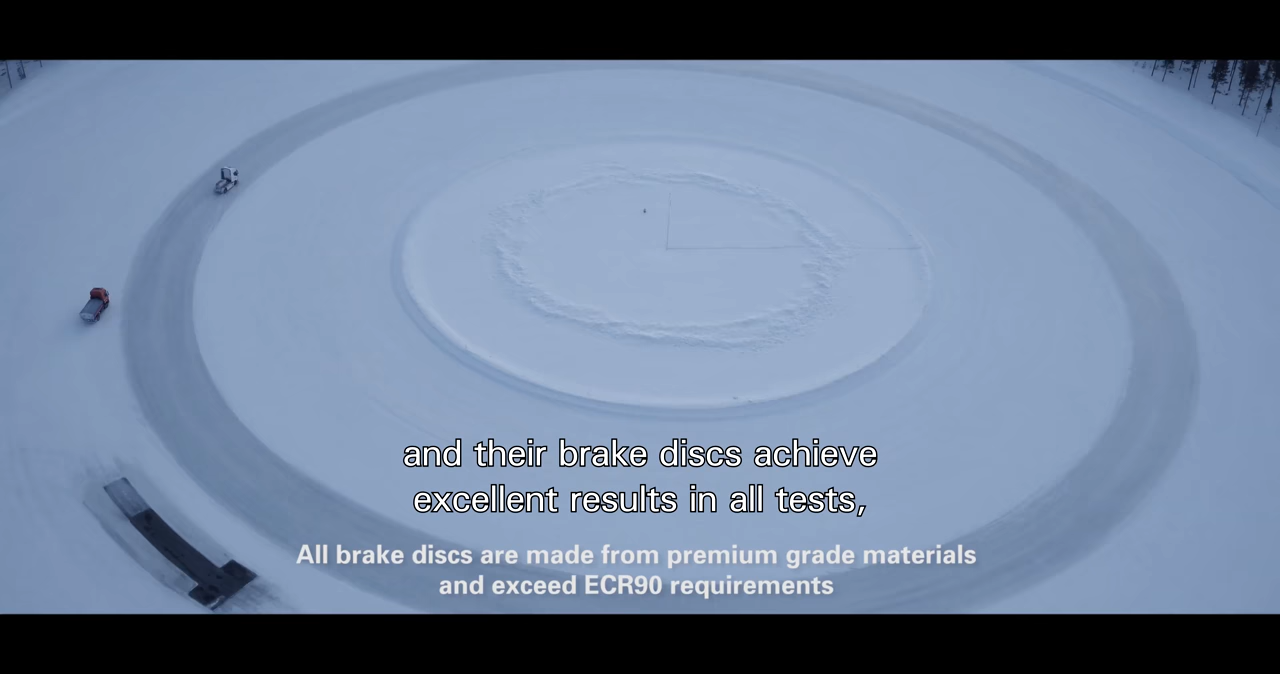 and their brake discs achieve
excellent results in all tests,
All brake discs are made from premium grade materials
and exceed ECR90 requirements